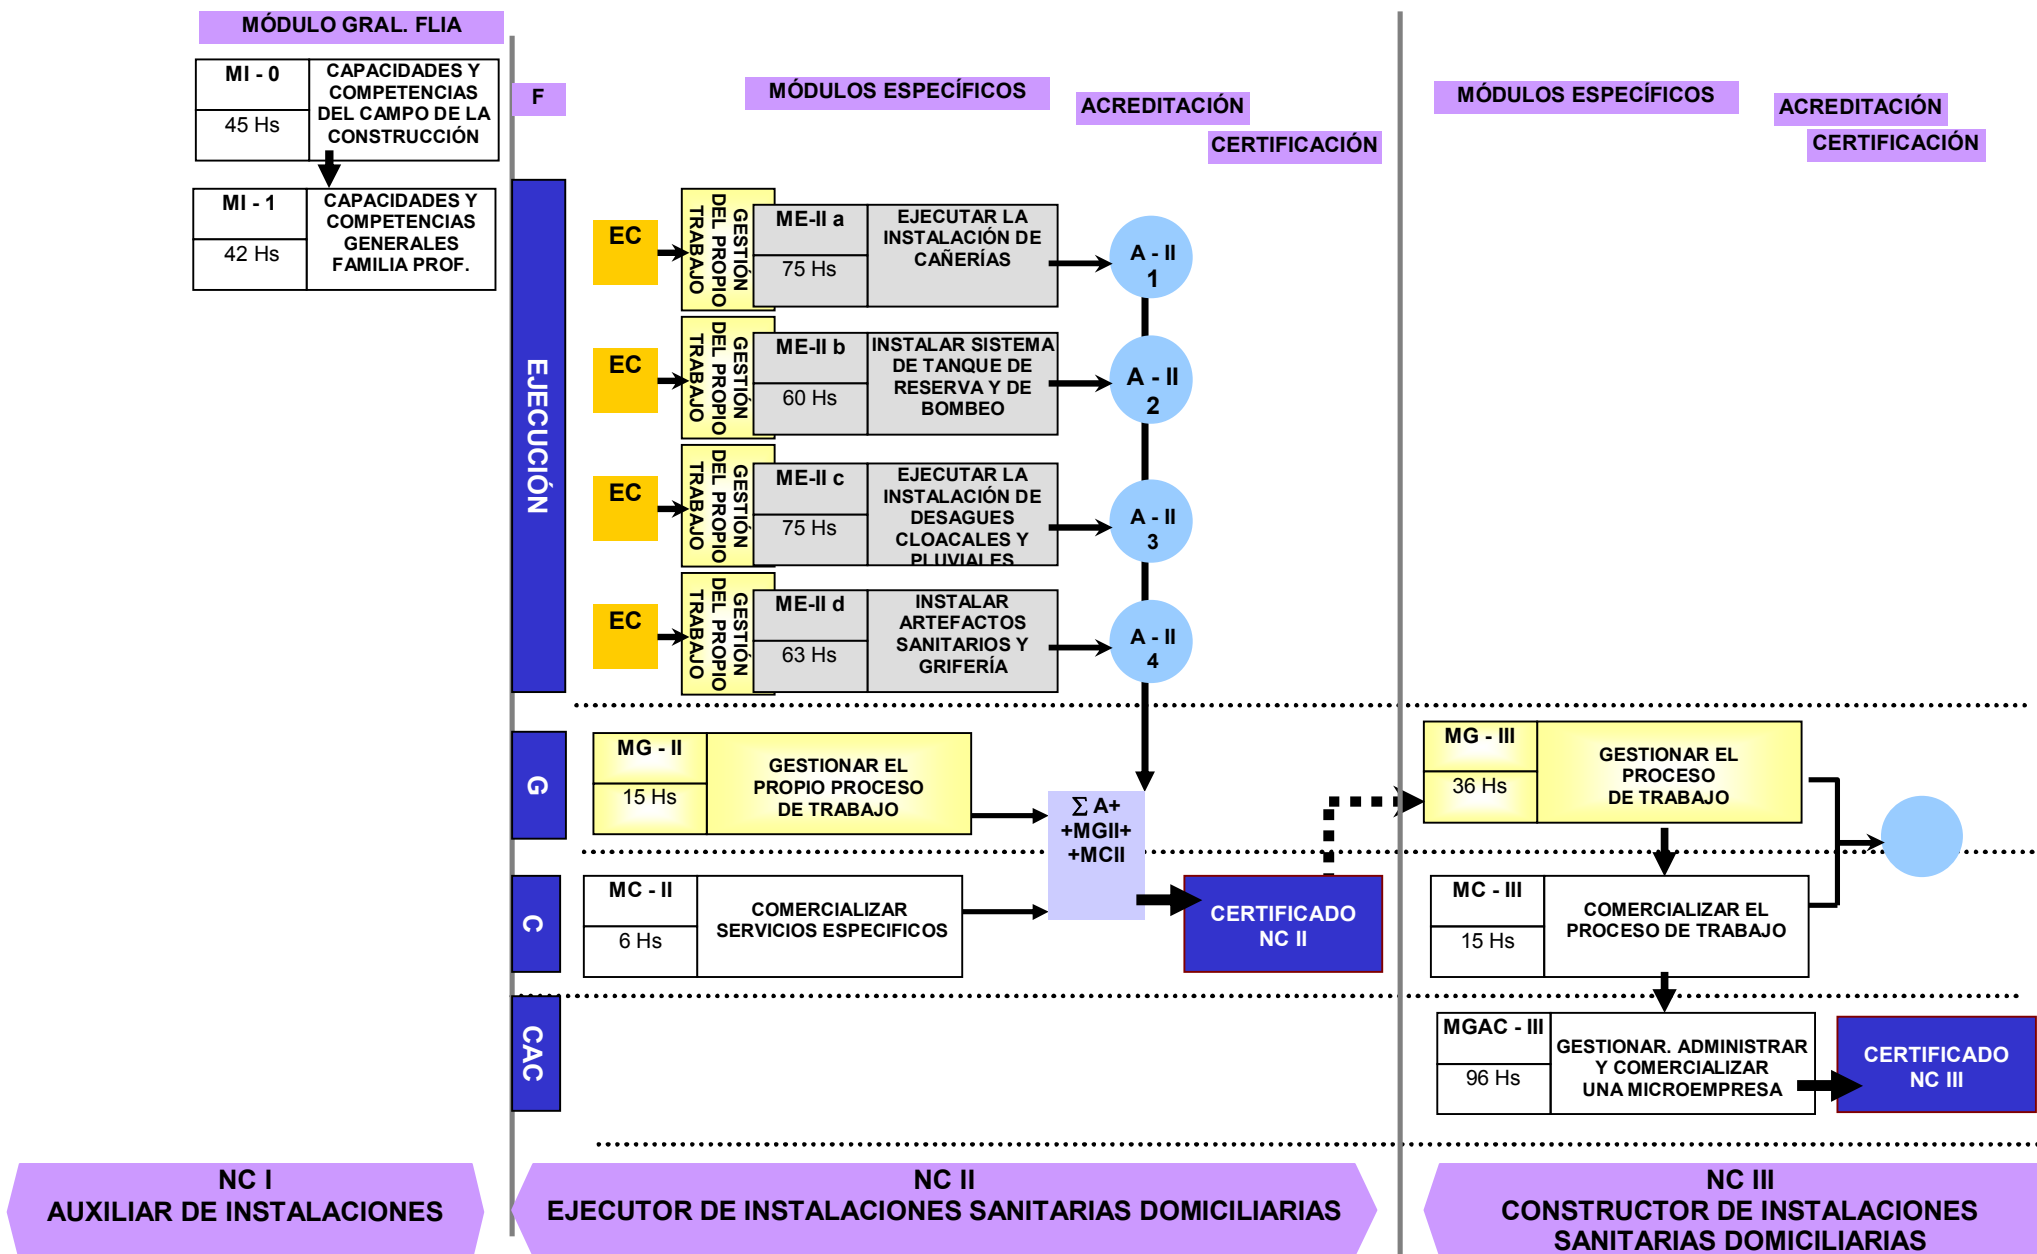 MÓDULO GRAL. FLIA
MI - 0
45 Hs
CAPACIDADES Y
COMPETENCIAS
DEL CAMPO DE LA
CONSTRUCCIÓN
MI - 1
42 Hs
CAPACIDADES Y
COMPETENCIAS
GENERALES
FAMILIA PROF.
F
MÓDULOS ESPECÍFICOS
ACREDITACIÓN
CERTIFICACIÓN
MÓDULOS ESPECÍFICOS
ACREDITACIÓN
CERTIFICACIÓN
EJECUCIÓN
EC
GESTIÓN
DEL PROPIO
TRABAJO
ME-II a
75 Hs
EJECUTAR LA
INSTALACIÓN DE
CAÑERÍAS
A - II
1
EC
GESTIÓN
DEL PROPIO
TRABAJO
ME-II b
60 Hs
INSTALAR SISTEMA
DE TANQUE DE
RESERVA Y DE
BOMBEO
A - II
2
EC
GESTIÓN
DEL PROPIO
TRABAJO
ME-II c
75 Hs
EJECUTAR LA
INSTALACIÓN DE
DESAGUES
CLOACALES Y
PLUVIALES
A - II
3
EC
GESTIÓN
DEL PROPIO
TRABAJO
ME-II d
63 Hs
INSTALAR
ARTEFACTOS
SANITARIOS Y
GRIFERÍA
A - II
4
G
MG - II
15 Hs
GESTIONAR EL
PROPIO PROCESO
DE TRABAJO
Σ A+
+MGII+
+MCII
MG - III
36 Hs
GESTIONAR EL
PROCESO
DE TRABAJO
C
MC - II
6 Hs
COMERCIALIZAR
SERVICIOS ESPECIFICOS
CERTIFICADO
NC II
MC - III
15 Hs
COMERCIALIZAR EL
PROCESO DE TRABAJO
CAC
MGAC - III
96 Hs
GESTIONAR. ADMINISTRAR
Y COMERCIALIZAR
UNA MICROEMPRESA
CERTIFICADO
NC III
NC I
AUXILIAR DE INSTALACIONES
NC II
EJECUTOR DE INSTALACIONES SANITARIAS DOMICILIARIAS
NC III
CONSTRUCTOR DE INSTALACIONES
SANITARIAS DOMICILIARIAS